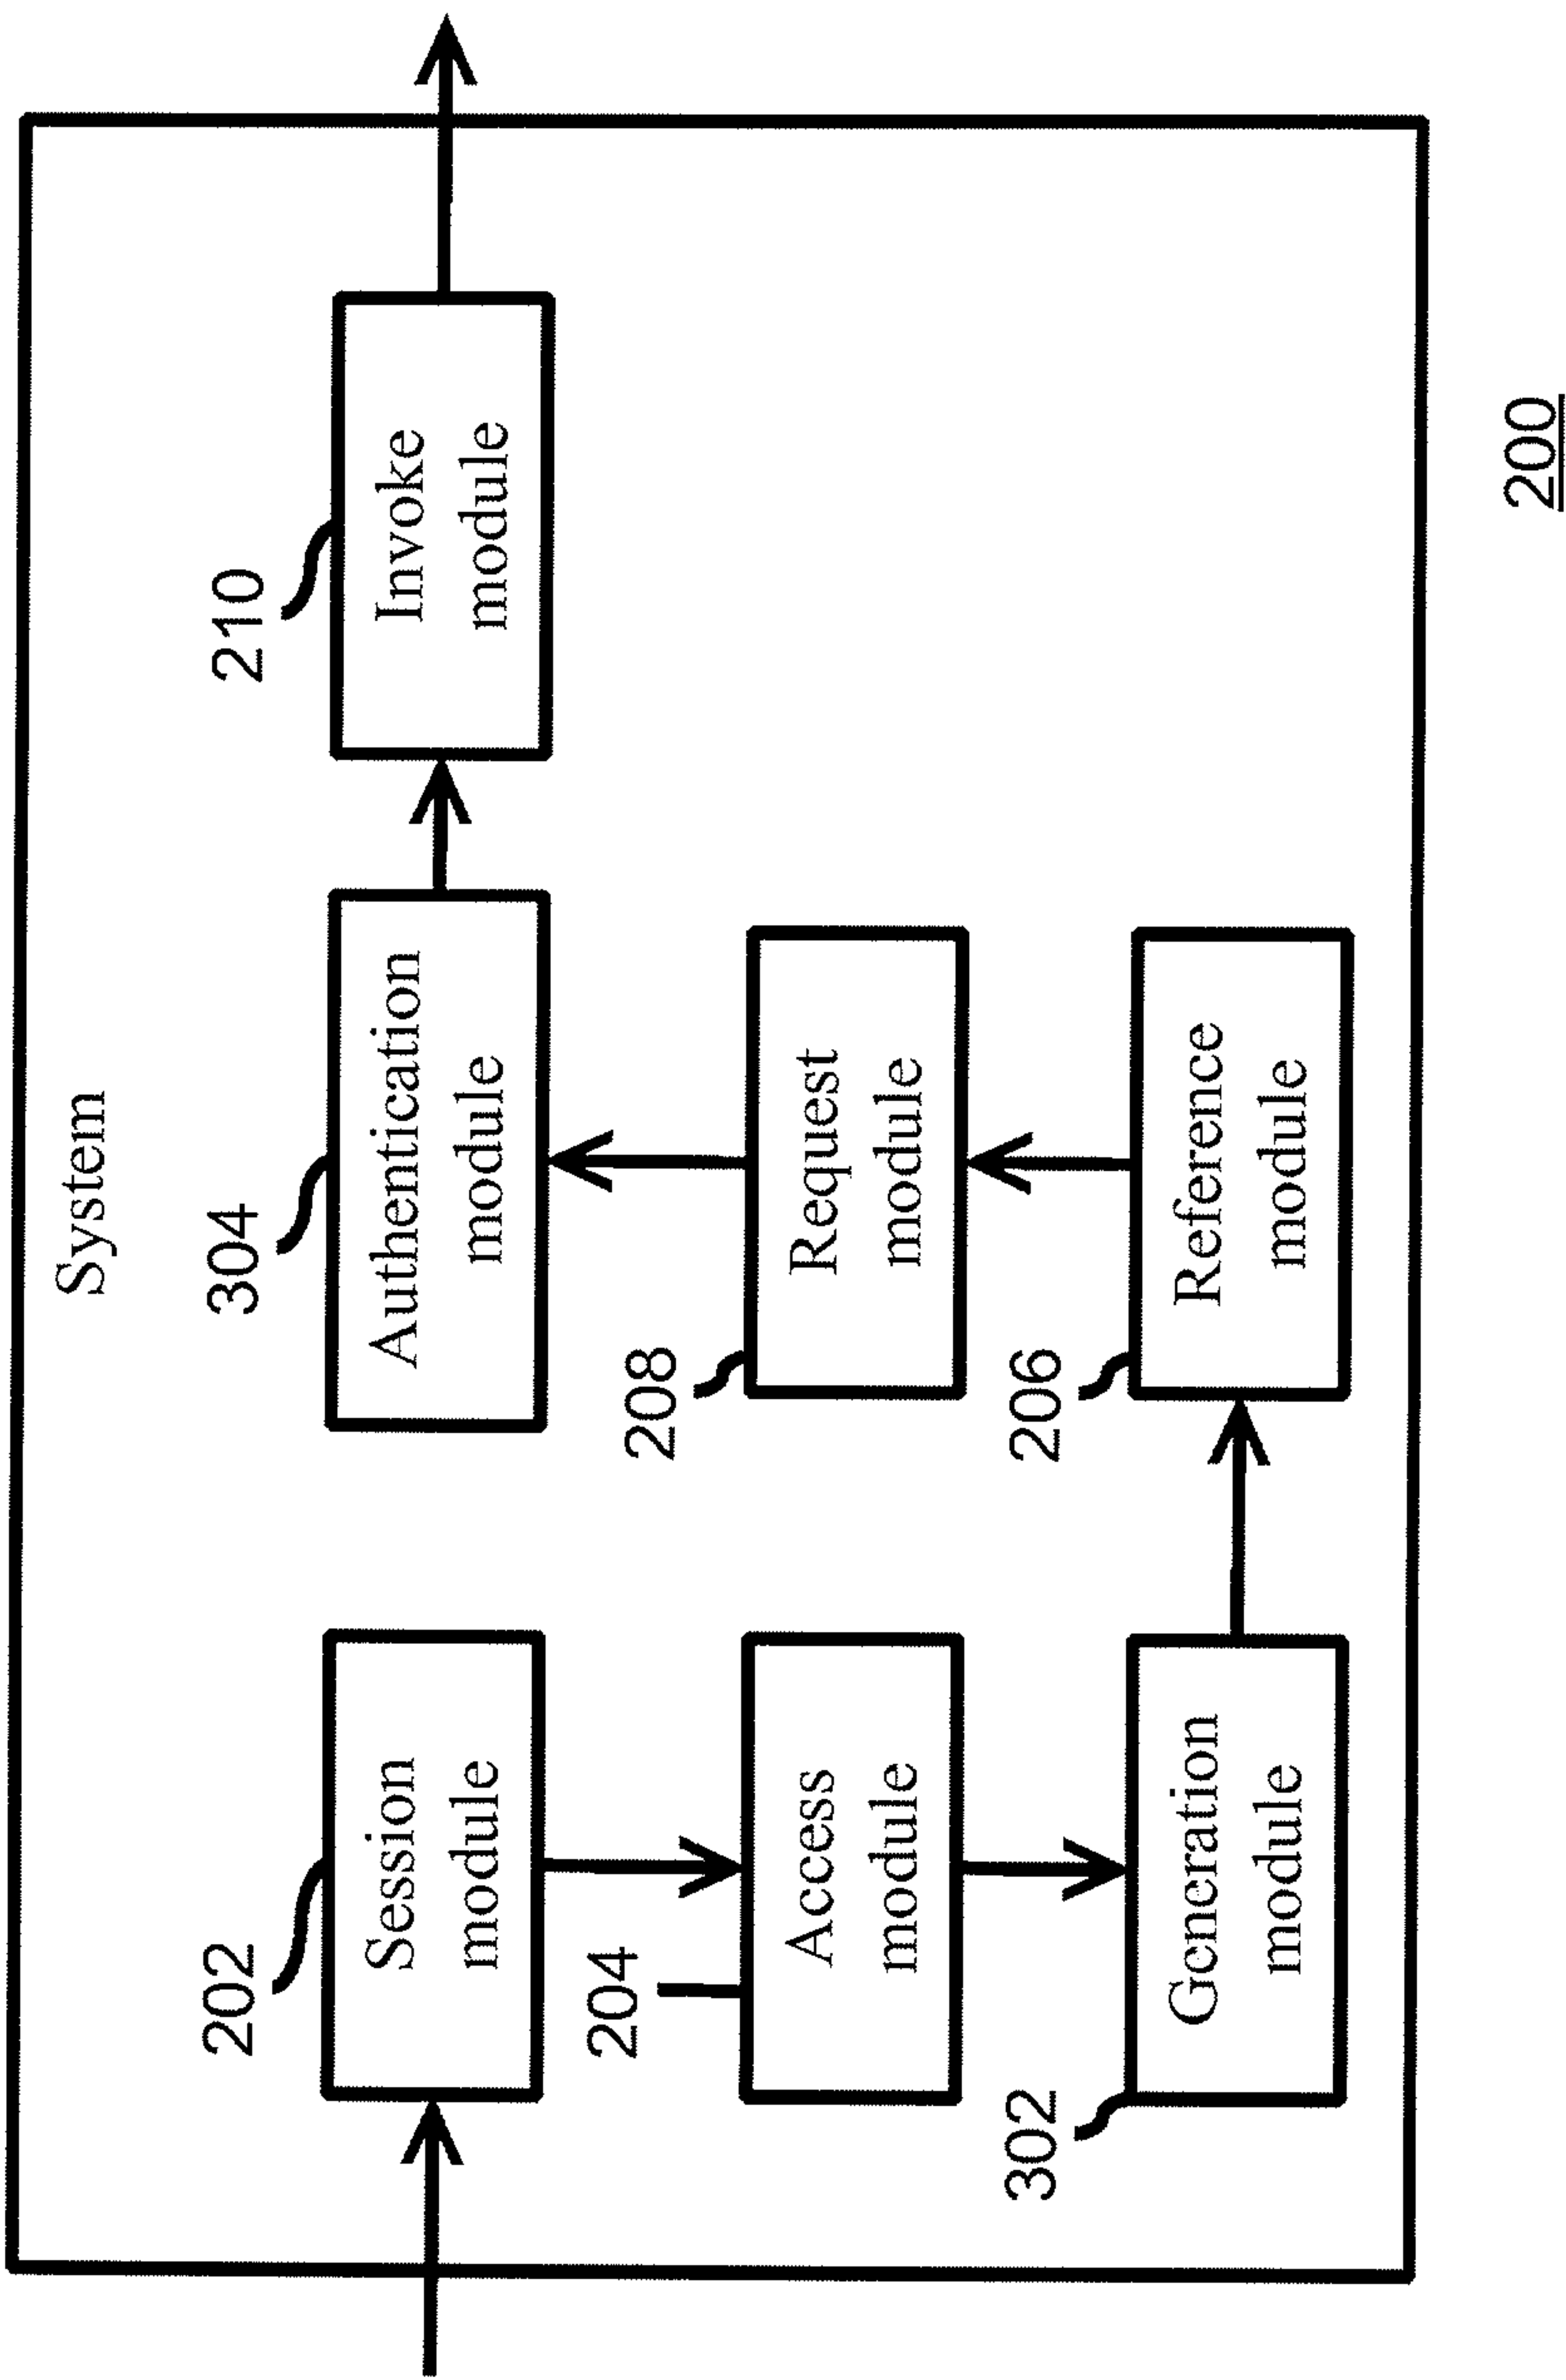 System
202
Session
module
204
Access
module
302
Generation
module
304
Authentication
module
208
Request
module
206
Reference
module
210
Invoke
module
200